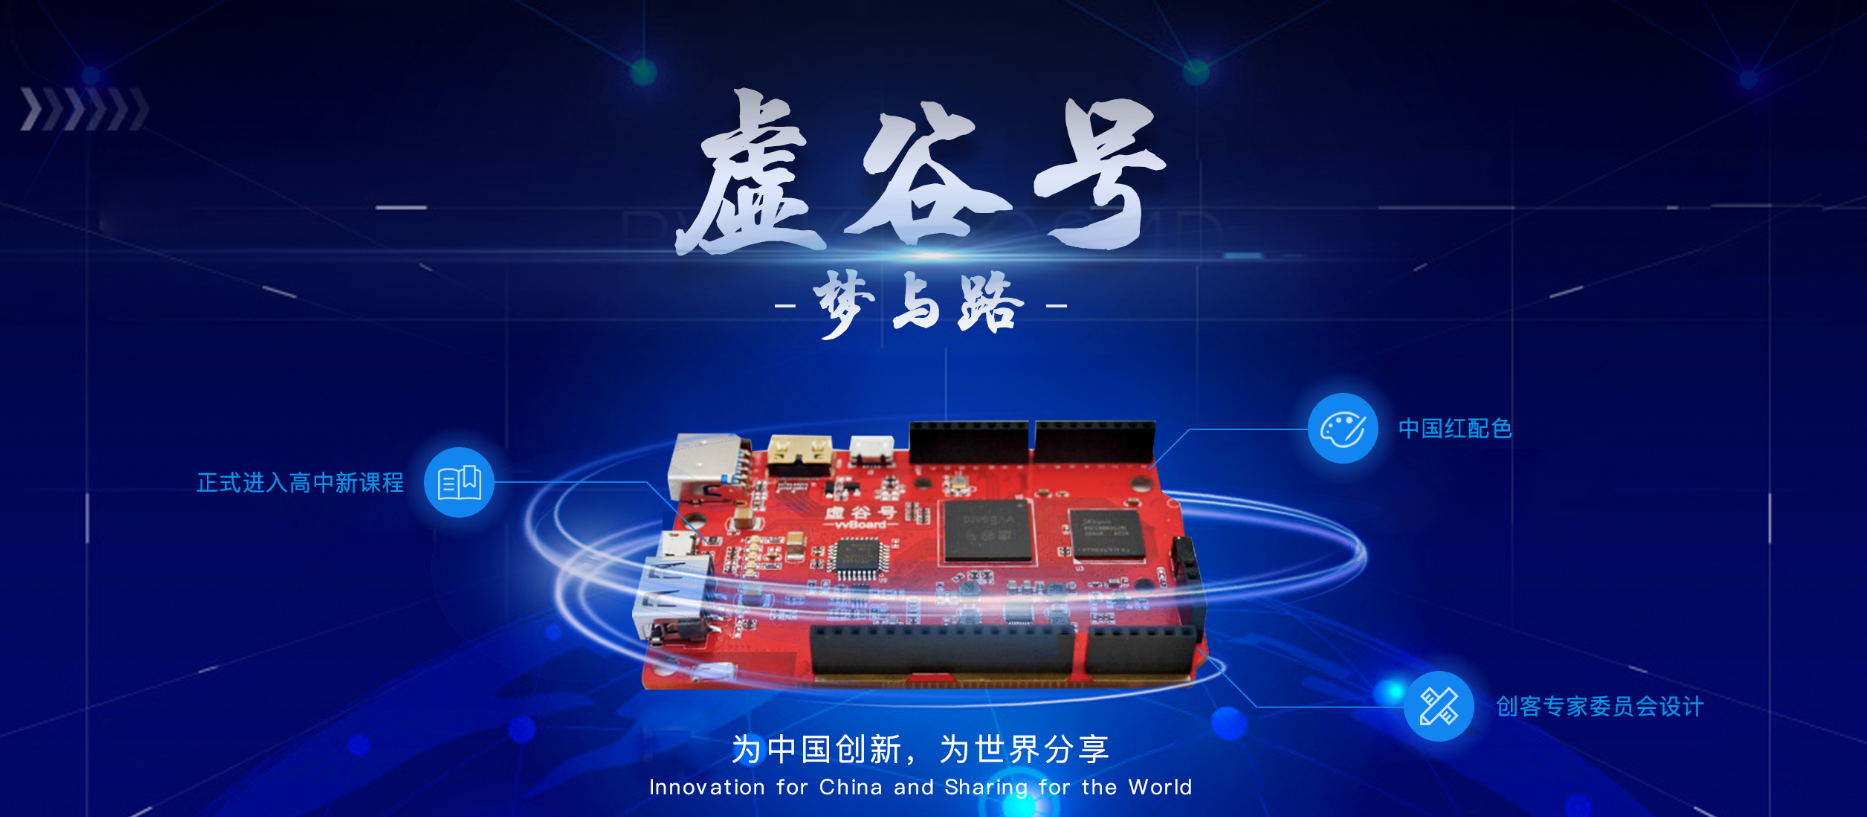 虚谷号
梦与路
中国红配色
正式进入高中新课程
虚谷号
vvBoard
创客专家委员会设计
为中国创新，为世界分享
Innovation for China and Sharing for the World